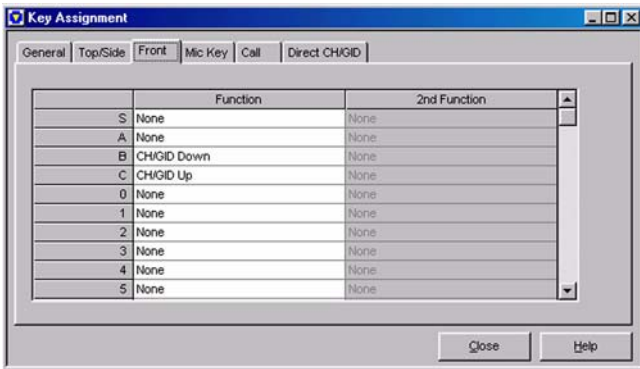 Key Assignment
General Top/Side Front Mic Key Call Direct CH/GID
Function 2nd Function
S None None
A None None
B CH/GID Down None
C CH/GID Up None
0 None None
1 None None
2 None None
3 None None
4 None None
5 None None
Close Help